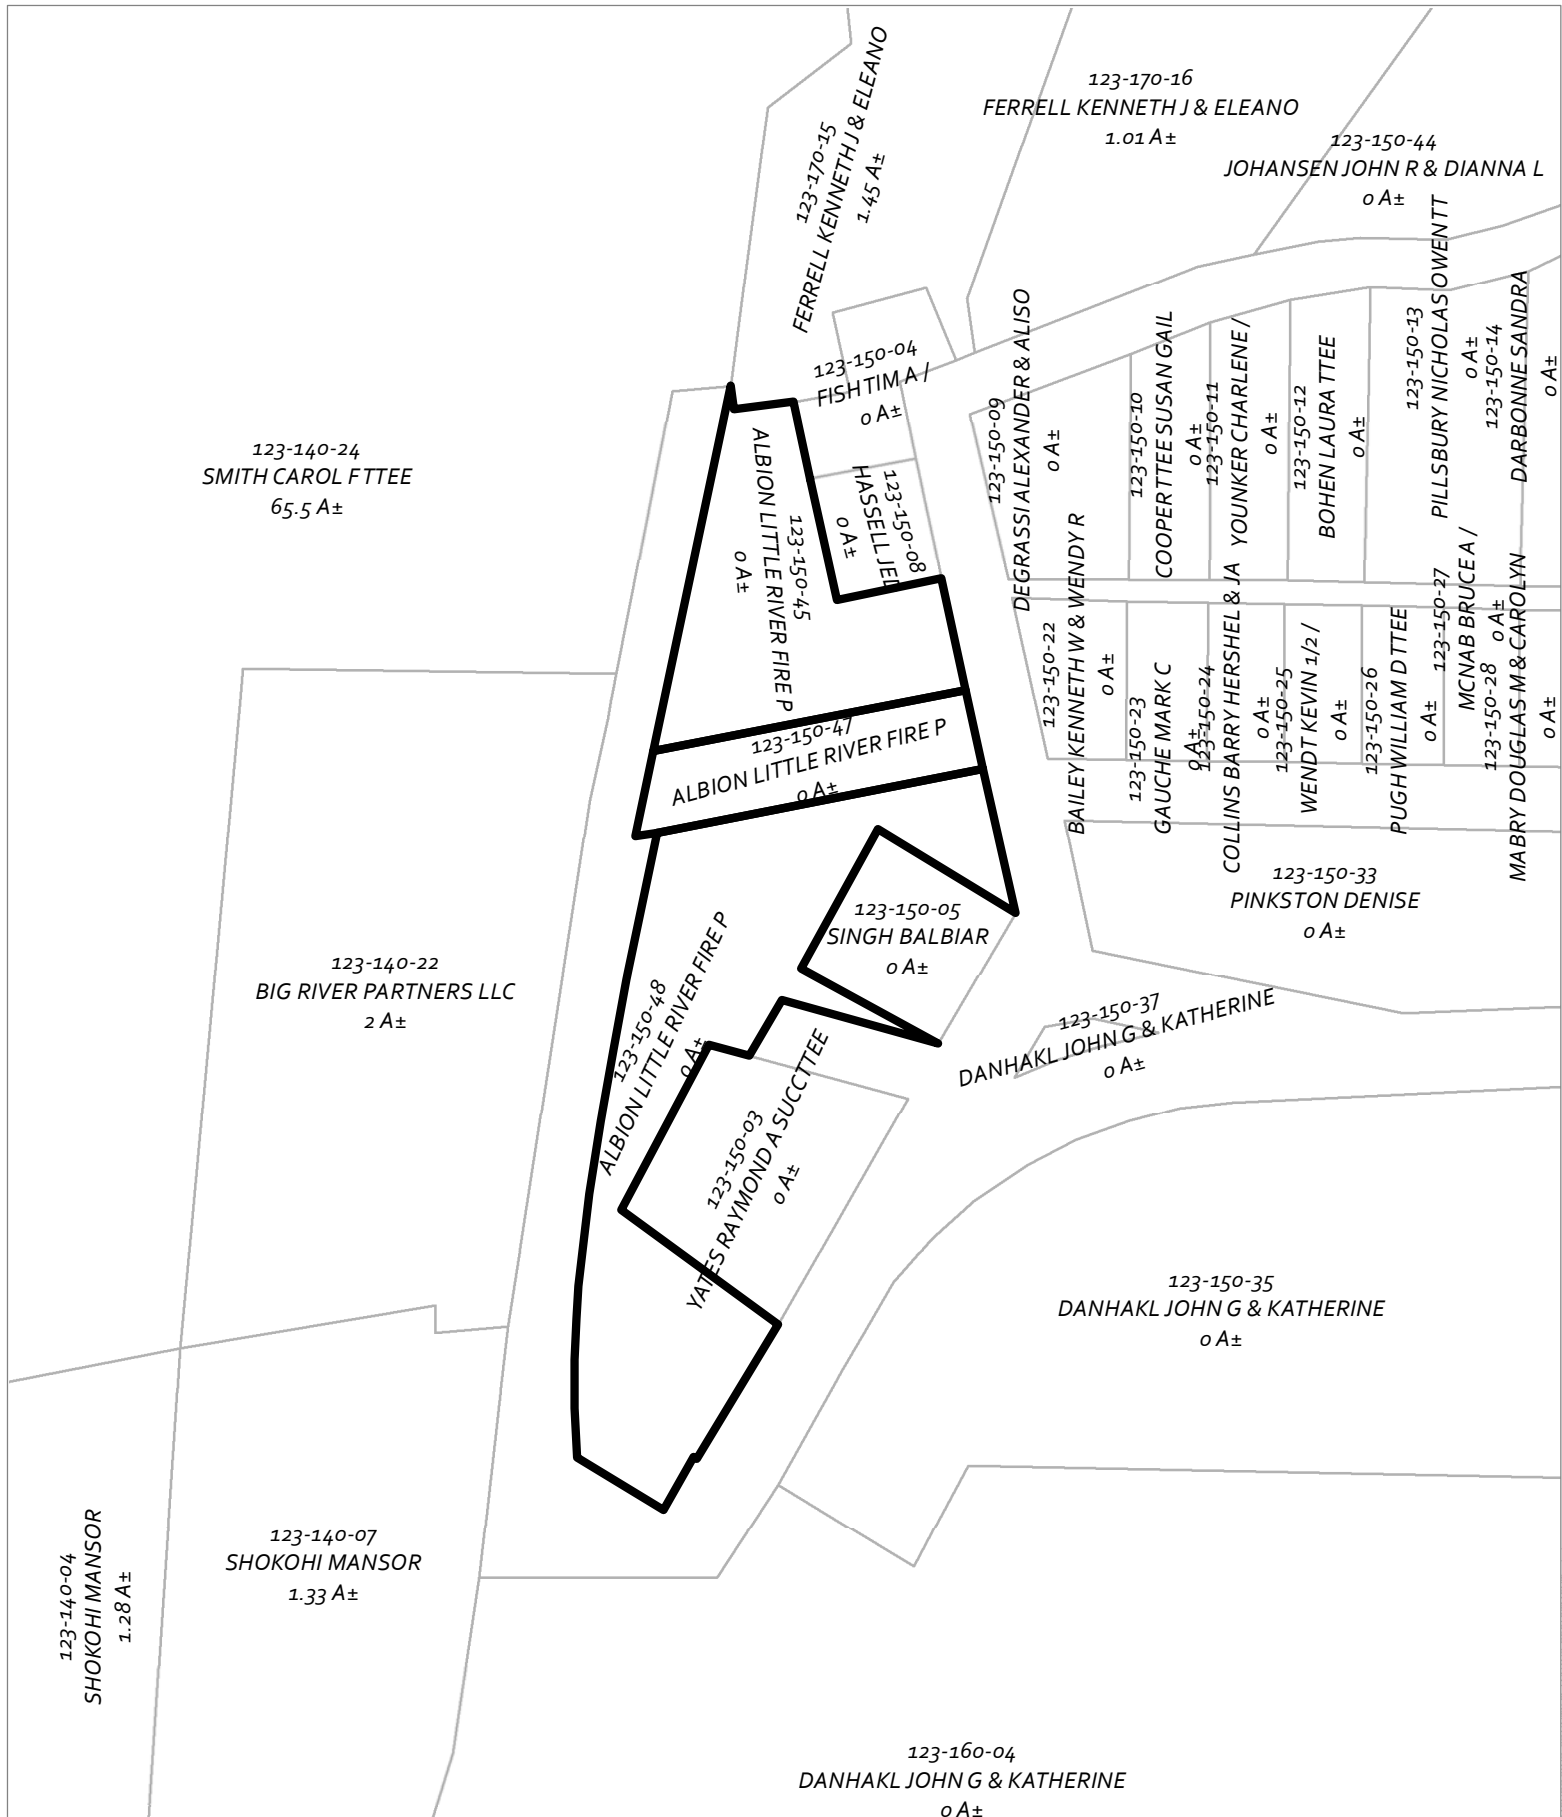 123-170-15
FERRELL KENNETH J & ELEANO
1.45 A±
123-170-16
FERRELL KENNETH J & ELEANO
1.01 A±
123-150-44
JOHANSEN JOHN R & DIANNA L
0 A±
123-150-04
FISH TIM A /
0 A±
123-140-24
SMITH CAROL F TTEE
65.5 A±
123-150-45
ALBION LITTLE RIVER FIRE P
0 A±
123-150-08
HASSELL JED
0 A±
123-150-09
DEGRASSI ALEXANDER & ALISO
0 A±
123-150-10
COOPER TTEE SUSAN GAIL
0 A±
123-150-11
YOUNKER CHARLENE /
0 A±
123-150-12
BOHEN LAURA TTEE
0 A±
123-150-13
PILLSBURY NICHOLAS OWEN TT
0 A±
123-150-14
DARBONNE SANDRA
0 A±
123-150-22
BAILEY KENNETH W & WENDY R
0 A±
123-150-23
GAUCHE MARK C
0 A±
123-150-24
COLLINS BARRY HERSHEL & JA
0 A±
123-150-25
WENDT KEVIN 1/2 /
0 A±
123-150-26
PUGH WILLIAM D TTEE
0 A±
123-150-27
MCNAB BRUCE A /
0 A±
123-150-28
MABRY DOUGLAS M & CAROLYN
0 A±
123-150-47
ALBION LITTLE RIVER FIRE P
0 A±
123-150-33
PINKSTON DENISE
0 A±
123-150-05
SINGH BALBIAR
0 A±
123-140-22
BIG RIVER PARTNERS LLC
2 A±
123-150-48
ALBION LITTLE RIVER FIRE P
0 A±
123-150-37
DANHAKL JOHN G & KATHERINE
0 A±
123-150-03
YATES RAYMOND A SUCCTTEE
0 A±
123-150-35
DANHAKL JOHN G & KATHERINE
0 A±
123-140-04
SHOKOHI MANSOR
1.28 A±
123-140-07
SHOKOHI MANSOR
1.33 A±
123-160-04
DANHAKL JOHN G & KATHERINE
0 A±